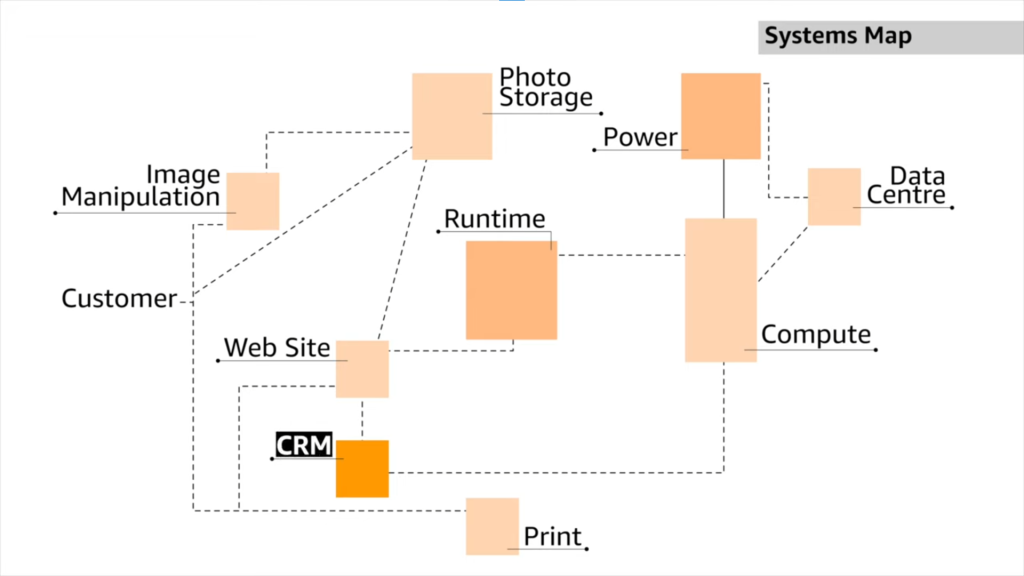 Systems Map
Photo
Storage
Power
Image
Manipulation
Data
Centre
Runtime
Customer
Web Site
Compute
CRM
Print